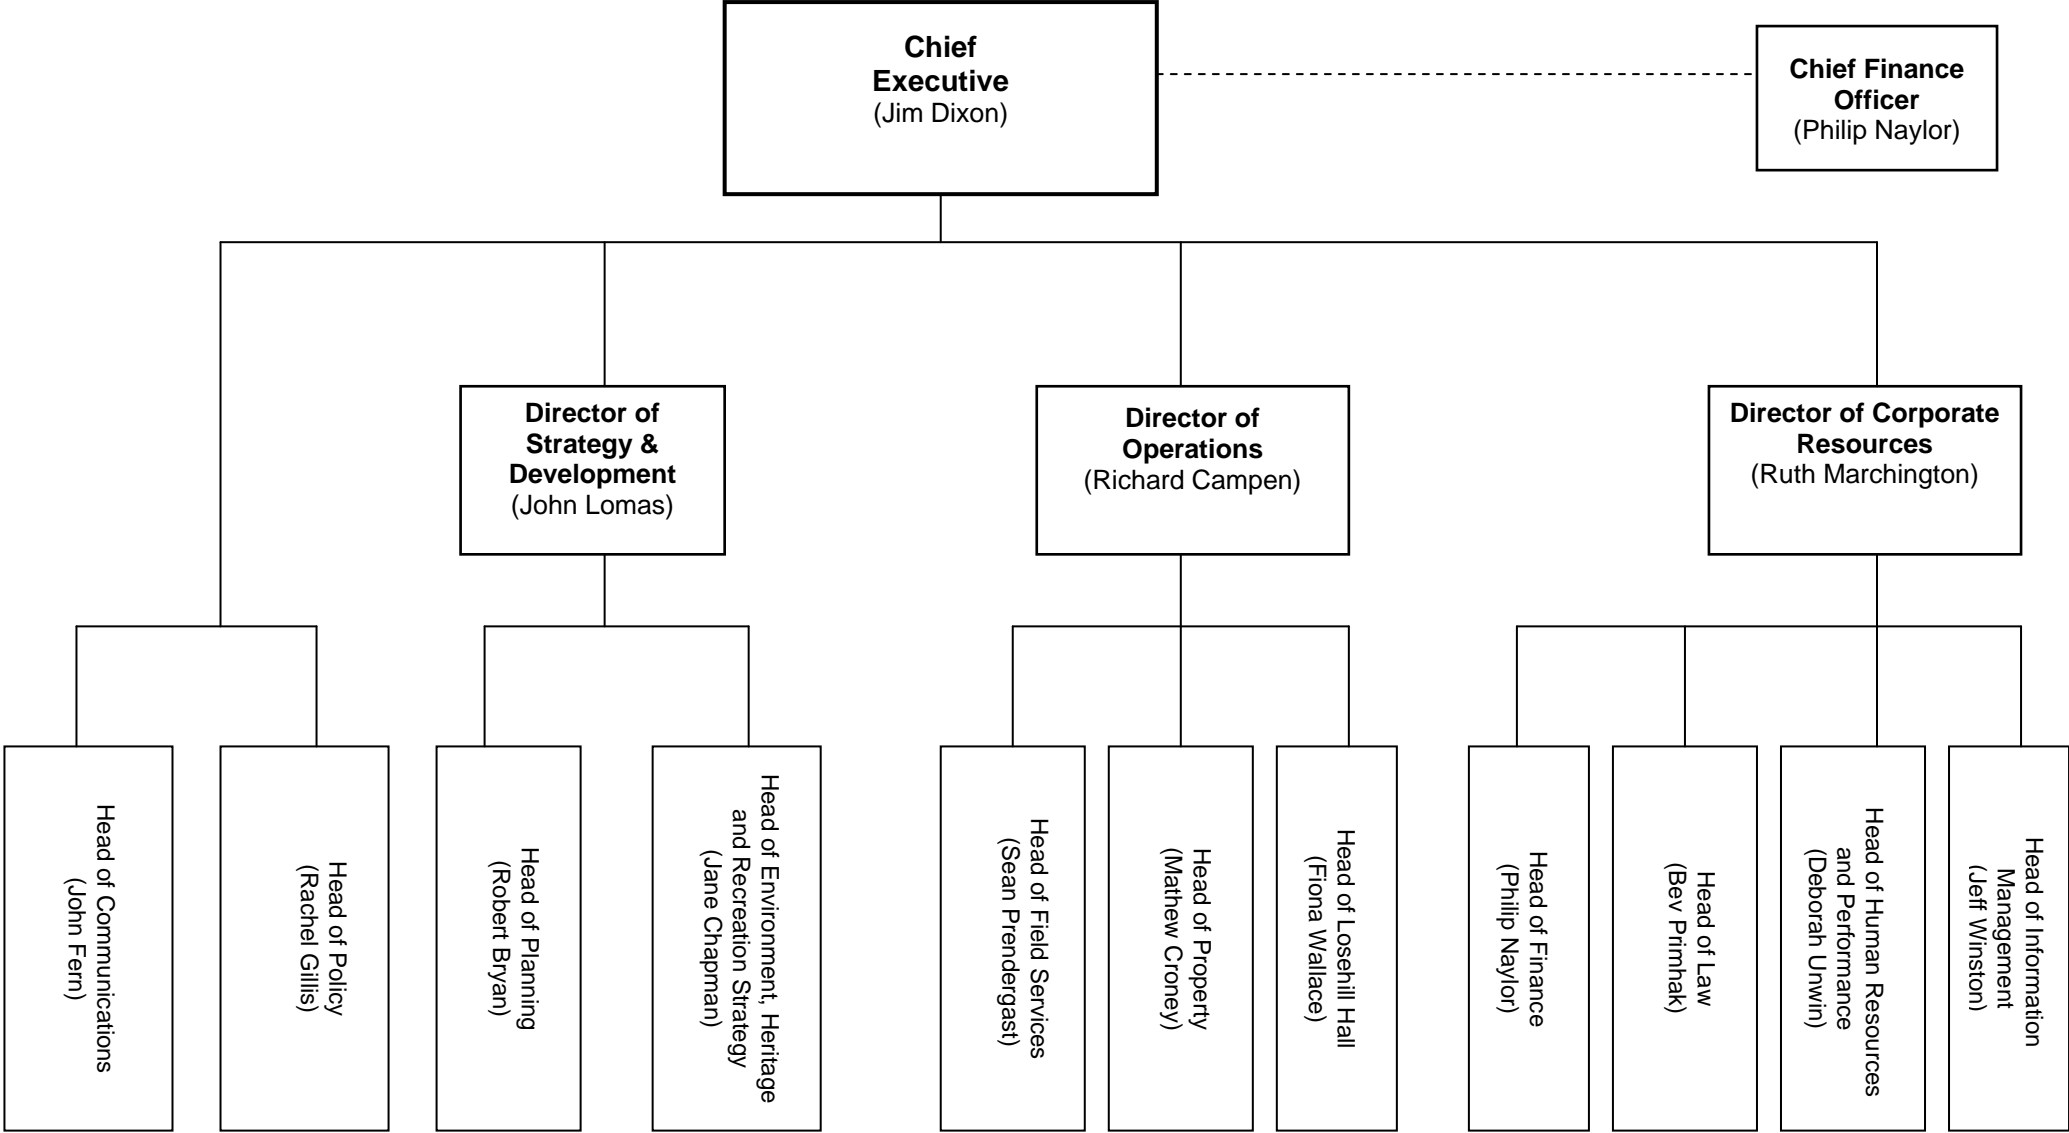 Chief
Executive
(Jim Dixon)
Chief Finance
Officer
(Philip Naylor)
Director of
Strategy &
Development
(John Lomas)
Director of
Operations
(Richard Campen)
Director of Corporate
Resources
(Ruth Marchington)
Head of Communications
(John Fern)
Head of Policy
(Rachel Gillis)
Head of Planning
(Robert Bryan)
Head of Environment, Heritage
and Recreation Strategy
(Jane Chapman)
Head of Field Services
(Sean Prendergast)
Head of Property
(Mathew Croney)
Head of Losehill Hall
(Fiona Wallace)
Head of Finance
(Philip Naylor)
Head of Law
(Bev Primhak)
Head of Human Resources
and Performance
(Deborah Unwin)
Head of Information
Management
(Jeff Winston)